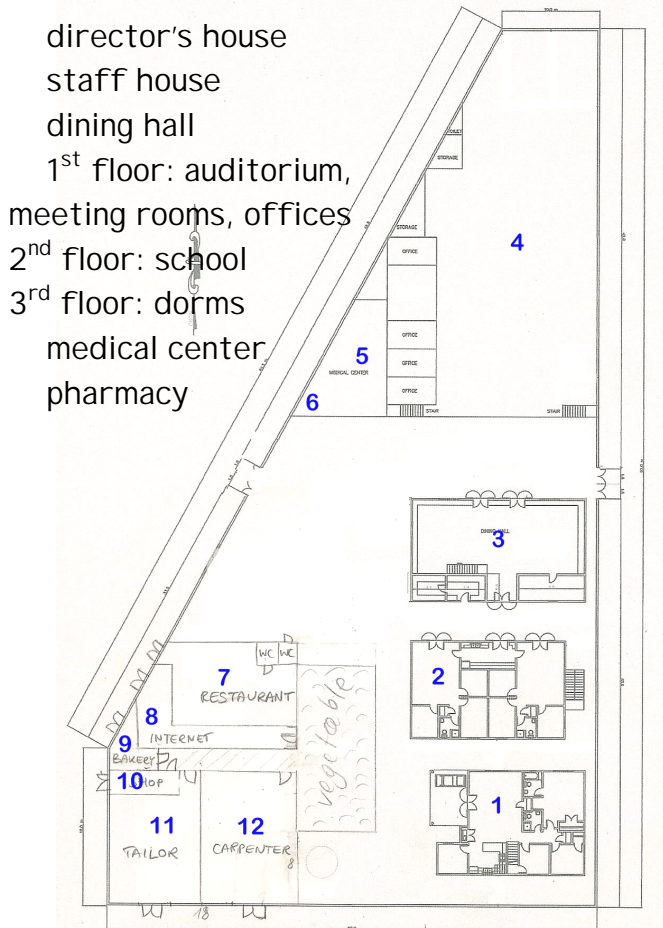 director's house
staff house
dining hall
1st floor: auditorium,
meeting rooms, offices
2nd floor: school
3rd floor: dorms
medical center
pharmacy
STORAGE
STORAGE
OFFICE
4
OFFICE
5
OFFICE
MEDICAL CENTER
OFFICE
6
STAIR
STAIR
DINING HALL
3
WC WC
7
2
RESTAURANT
vegetable
8
INTERNET
9
BAKERY
10
SHOP
1
11
12
TAILOR
CARPENTER
8
18